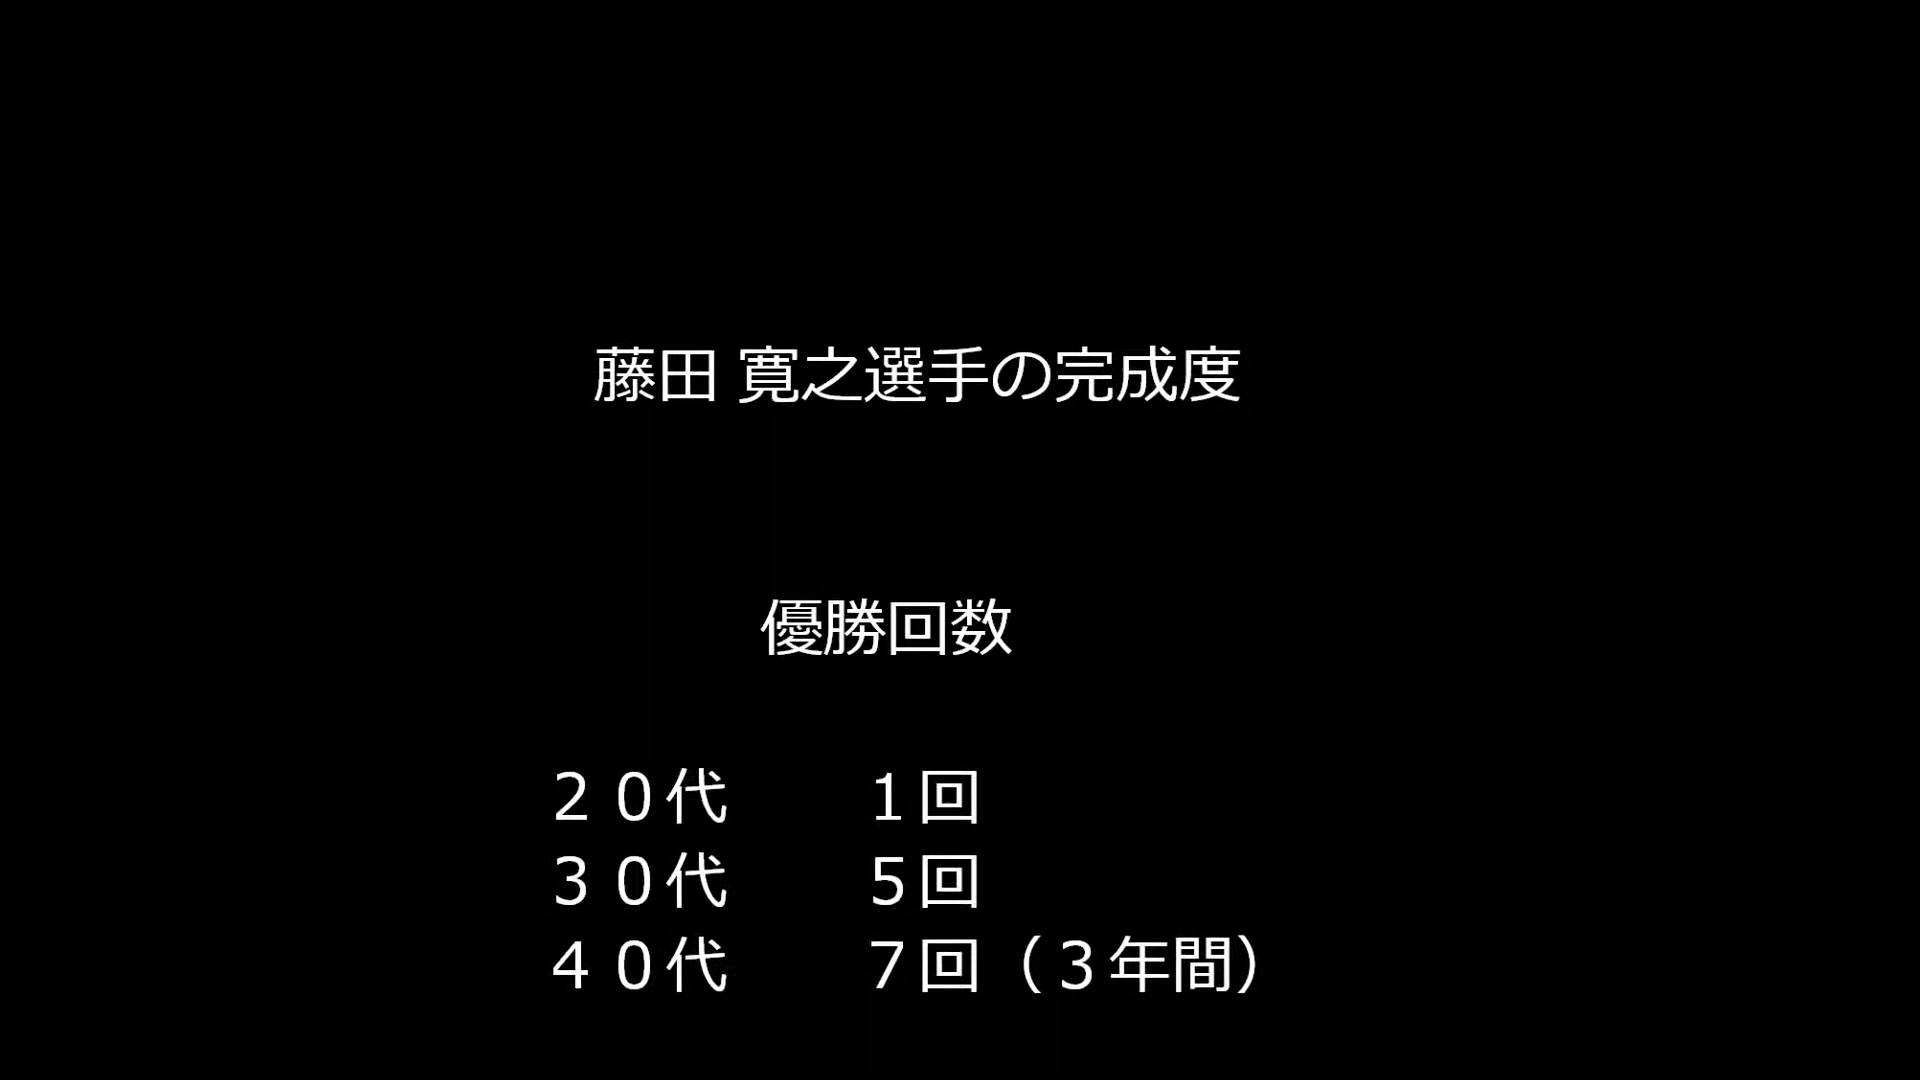 藤田 寛之選手の完成度
優勝回数
２０代　　１回
３０代　　５回
４０代　　７回（３年間）